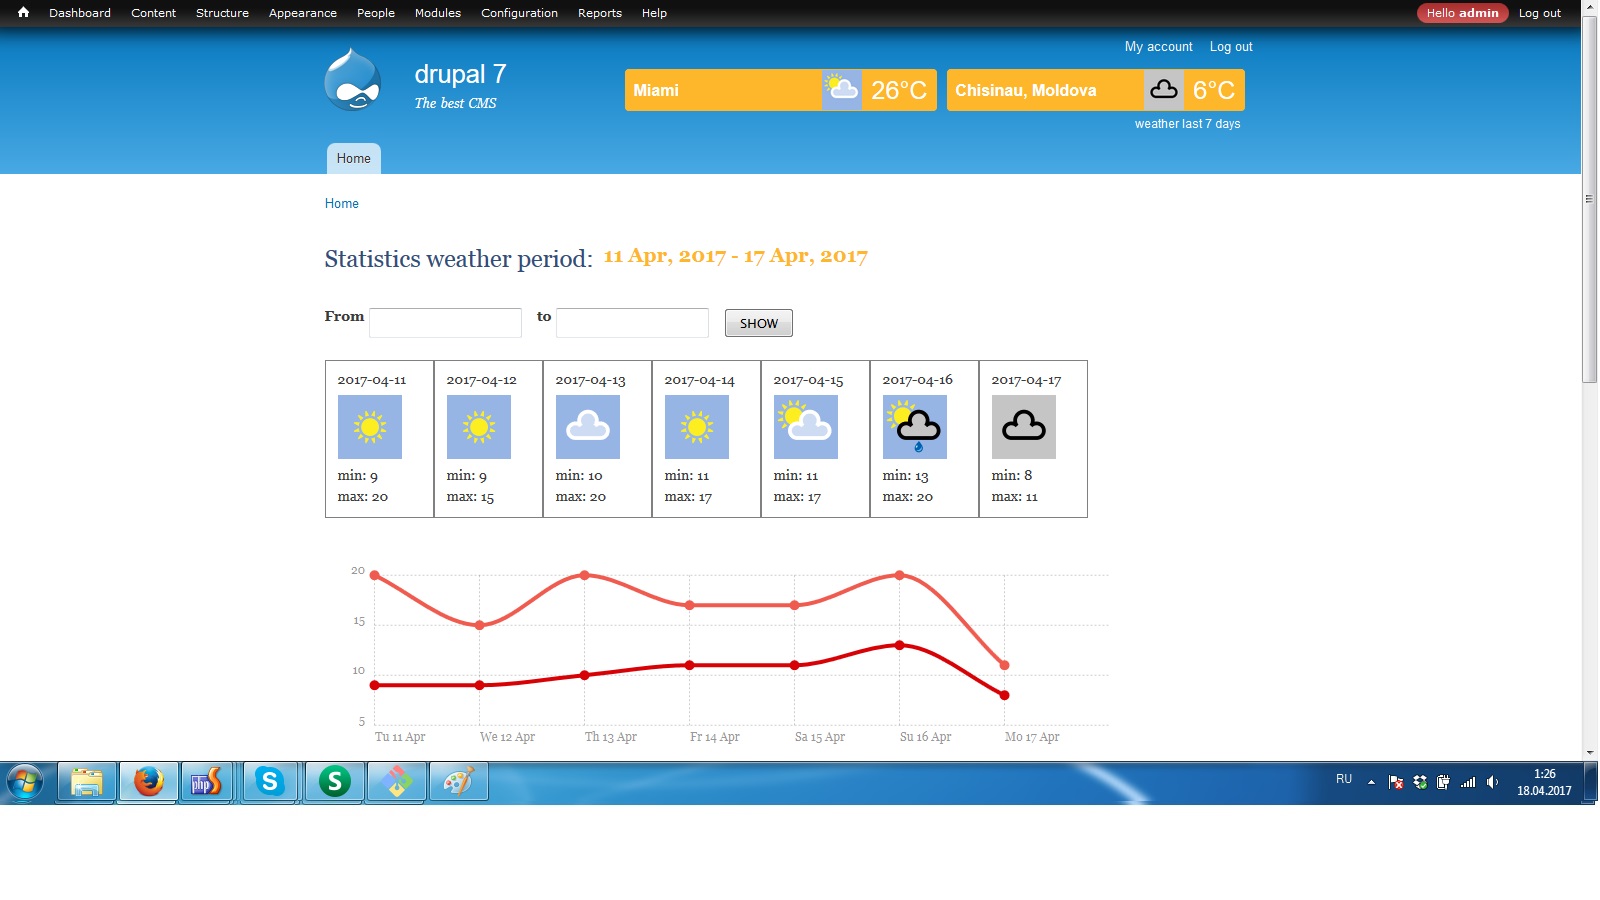 Dashboard Content Structure Appearance People Modules Configuration Reports Help Hello admin Log out
My account Log out
drupal 7
The best CMS
Miami 26°C Chisinau, Moldova 6°C
weather last 7 days
Home
Home
Statistics weather period: 11 Apr, 2017 - 17 Apr, 2017
From to SHOW
2017-04-11 2017-04-12 2017-04-13 2017-04-14 2017-04-15 2017-04-16 2017-04-17
min: 9 min: 9 min: 10 min: 11 min: 11 min: 13 min: 8
max: 20 max: 15 max: 20 max: 17 max: 17 max: 20 max: 11
20
15
10
5
Tu 11 Apr We 12 Apr Th 13 Apr Fr 14 Apr Sa 15 Apr Su 16 Apr Mo 17 Apr
php S S S RU 1:26
18.04.2017